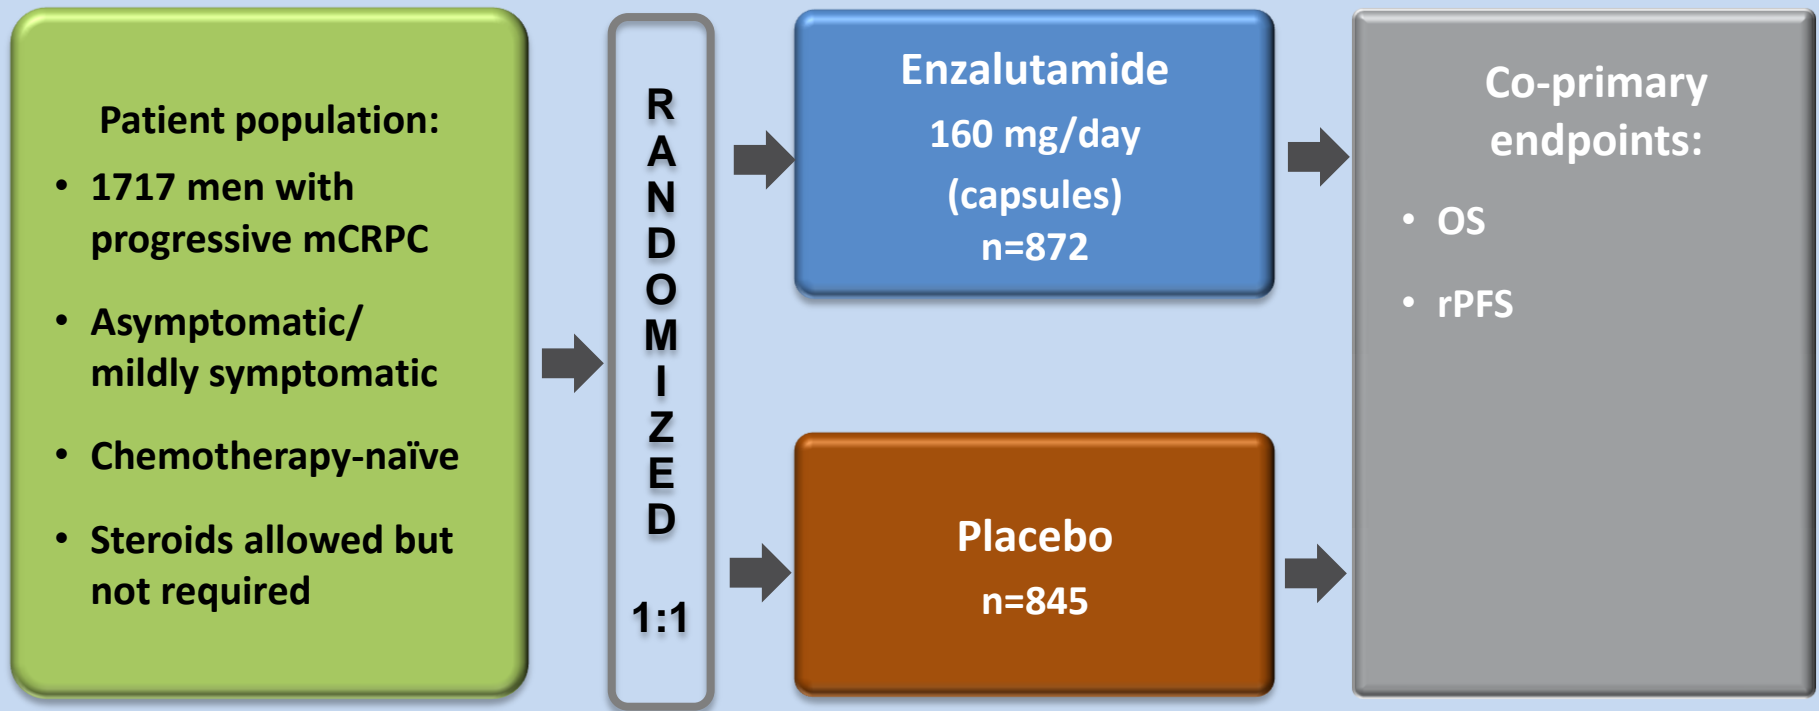 Patient population:
• 1717 men with
progressive mCRPC
• Asymptomatic/
mildly symptomatic
• Chemotherapy-naïve
• Steroids allowed but
not required
RANDOMIZED
1:1
Enzalutamide
160 mg/day
(capsules)
n=872
Placebo
n=845
Co-primary
endpoints:
• OS
• rPFS